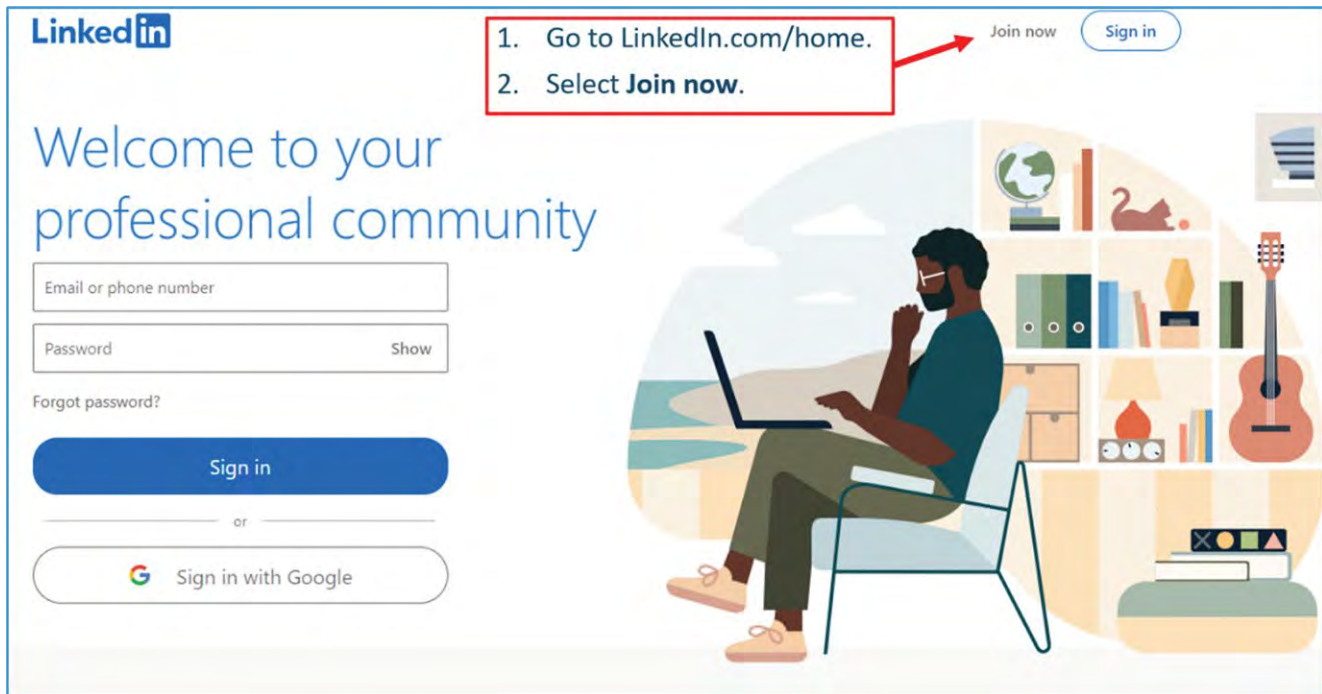 LinkedIn
1. Go to LinkedIn.com/home.
2. Select Join now.
Join now
Sign in
Welcome to your
professional community
Email or phone number
Password Show
Forgot password?
Sign in
or
Sign in with Google